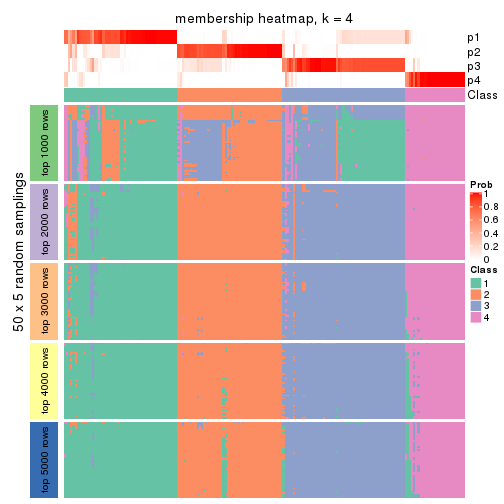 membership heatmap, k = 4
p1
p2
p3
p4
Class
50 x 5 random samplings
top 1000 rows
top 2000 rows
top 3000 rows
top 4000 rows
top 5000 rows
Prob
1
0.8
0.6
0.4
0.2
0
Class
1
2
3
4